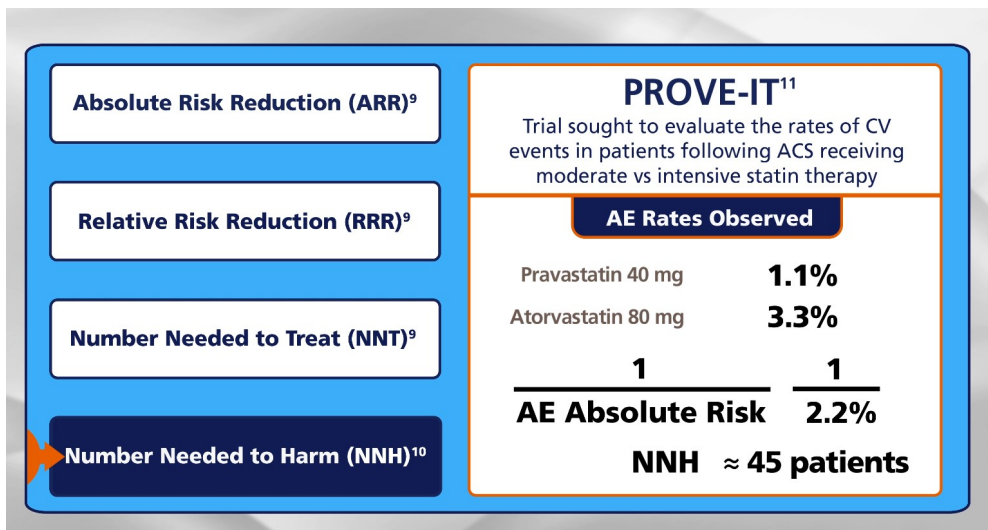 Absolute Risk Reduction (ARR)⁹
Relative Risk Reduction (RRR)⁹
Number Needed to Treat (NNT)⁹
Number Needed to Harm (NNH)¹⁰
PROVE-IT¹¹
Trial sought to evaluate the rates of CV
events in patients following ACS receiving
moderate vs intensive statin therapy
AE Rates Observed
Pravastatin 40 mg 1.1%
Atorvastatin 80 mg 3.3%
1 1
AE Absolute Risk 2.2%
NNH ≈ 45 patients